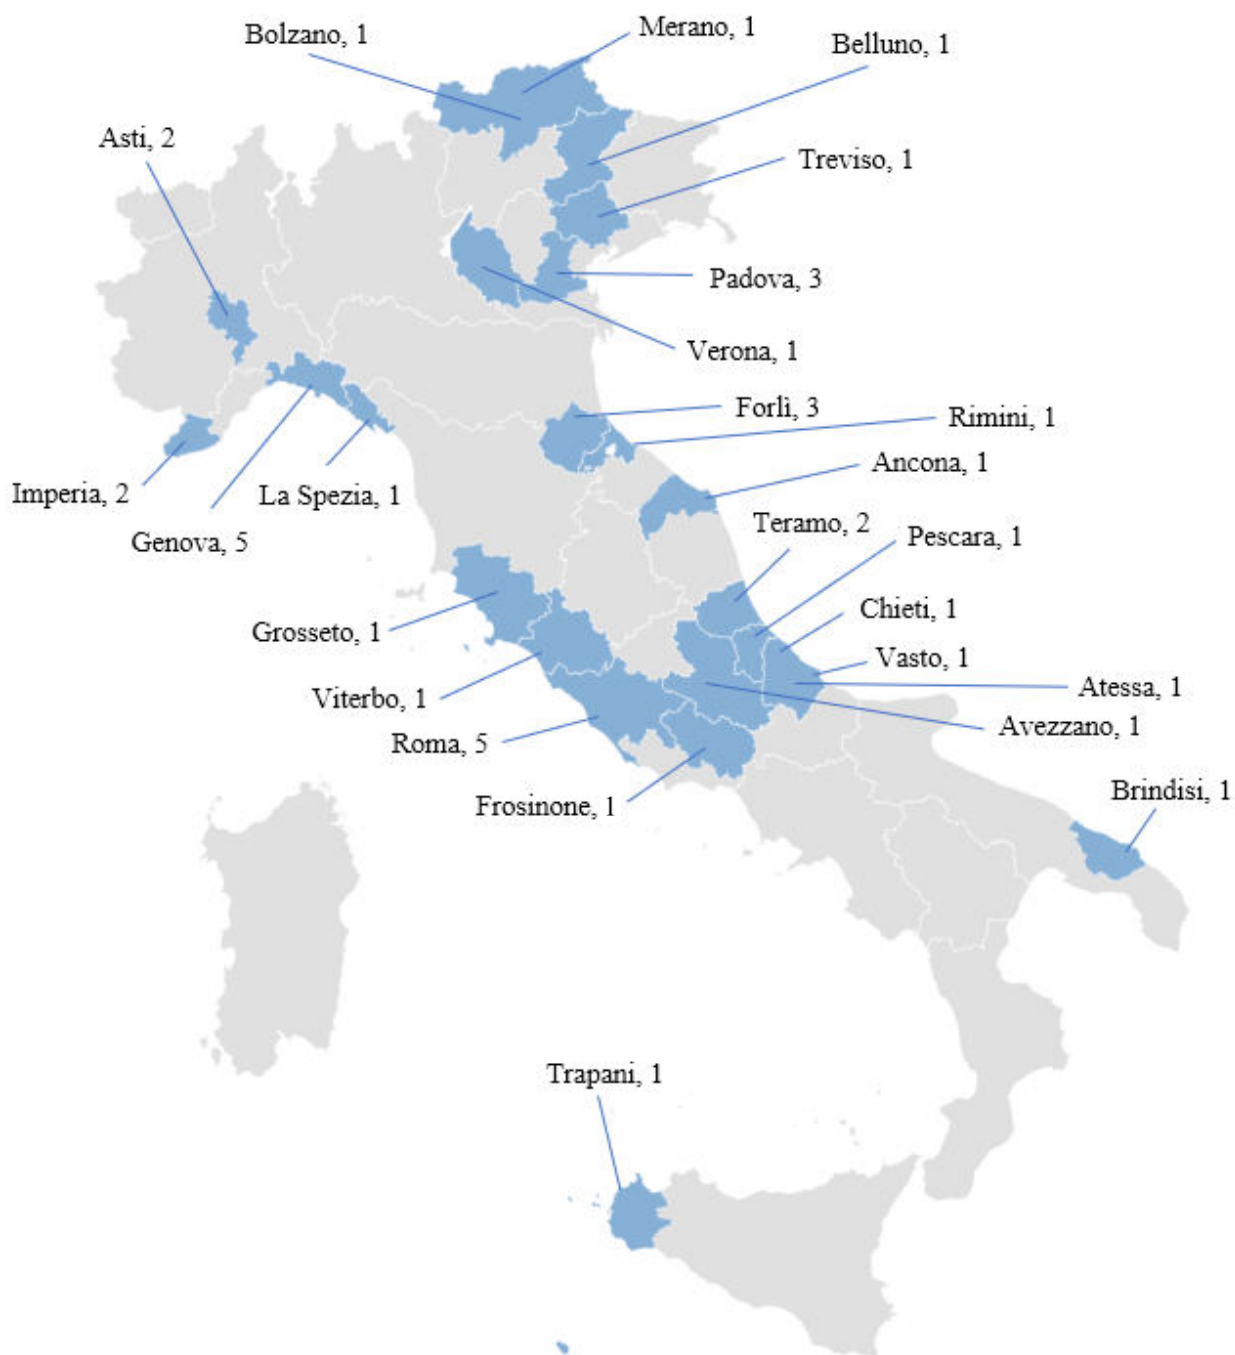 Merano, 1
Bolzano, 1
Belluno, 1
Asti, 2
Treviso, 1
Padova, 3
Verona, 1
Forlì, 3
Rimini, 1
Ancona, 1
Imperia, 2
La Spezia, 1
Teramo, 2
Genova, 5
Pescara, 1
Chieti, 1
Grosseto, 1
Vasto, 1
Atessa, 1
Viterbo, 1
Avezzano, 1
Roma, 5
Brindisi, 1
Frosinone, 1
Trapani, 1